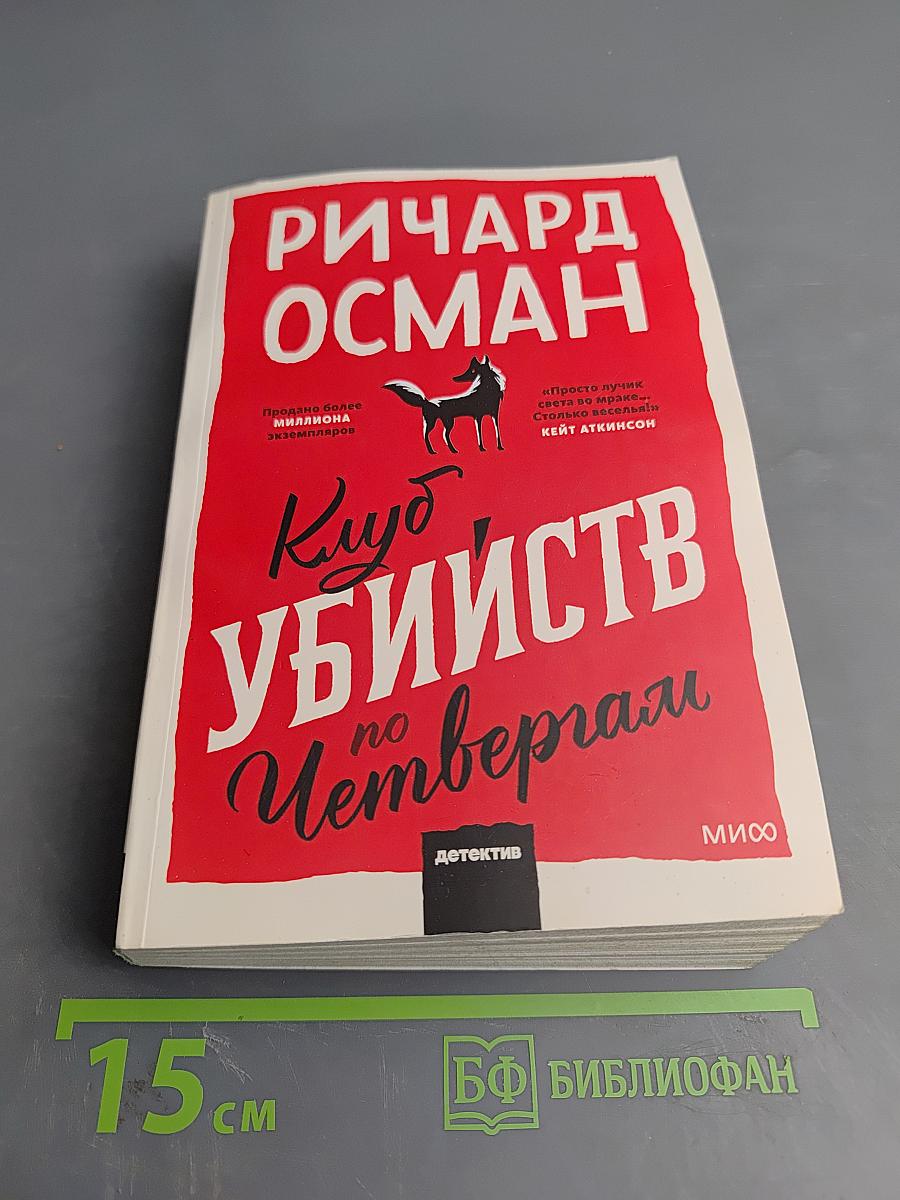 РИЧАРД
ОСМАН
Продано более
МИЛЛИОНА
экземпляров
«Просто лучик
света во мраке...
Столько веселья!»
КЕЙТ АТКИНСОН
Клуб
УБИЙСТВ
по
Четвергам
детектив
МИФ
15 см
БФ БИБЛИОФАН